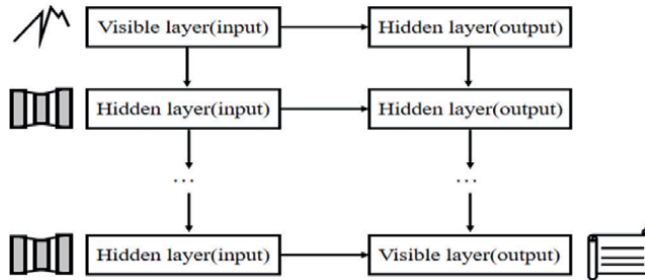 Visible layer(input) Hidden layer(output)
Hidden layer(input) Hidden layer(output)
... ...
Hidden layer(input) Visible layer(output)